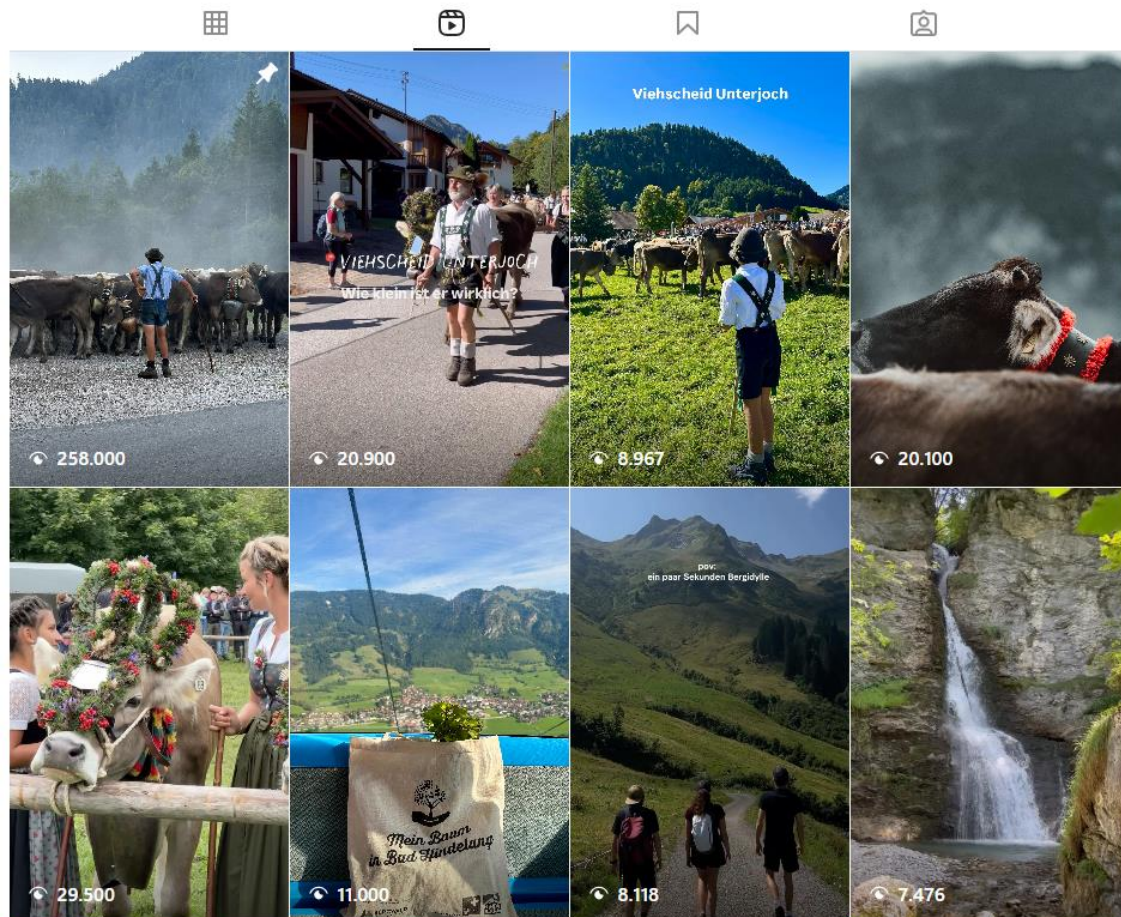 258.000
VIEHSCHEID UNTERJOCH
Wie klein ist er wirklich?
20.900
Viehscheid Unterjoch
8.967
20.100
29.500
Mein Baum
in Bad Hindelang
11.000
pov:
ein paar Sekunden Bergidylle
8.118
7.476